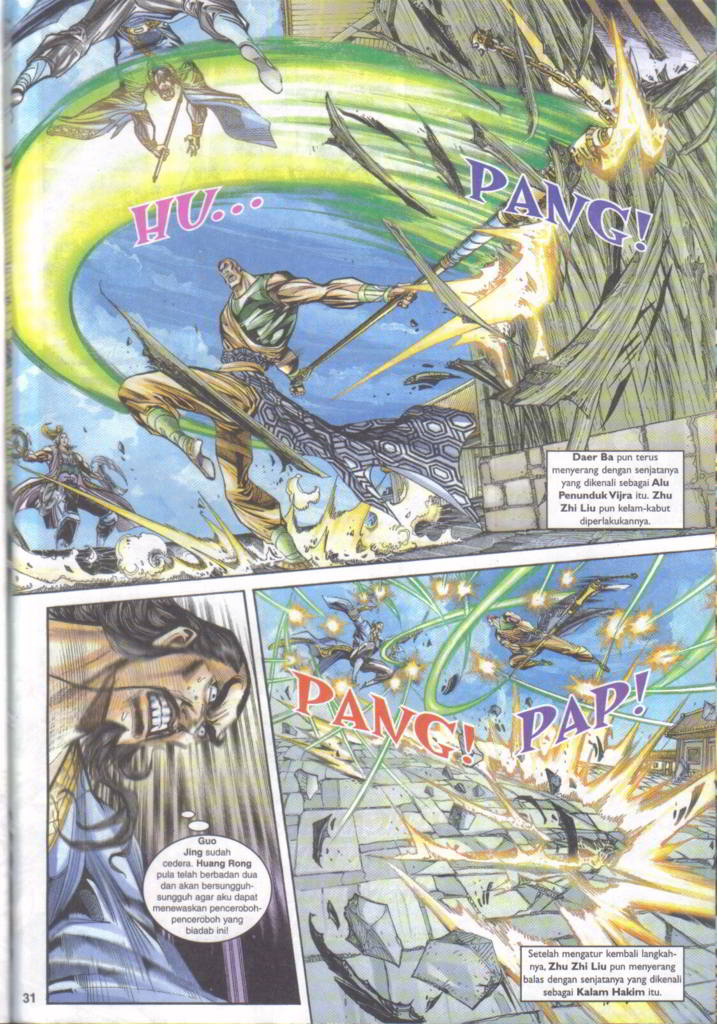 HU...
PANG!
Daer Ba pun terus
menyerang dengan senjatanya
yang dikenali sebagai Alu
Penunduk Vijra itu. Zhu
Zhi Liu pun kelam-kabut
diperlakukannya.
Guo
Jing sudah
cedera. Huang Rong
pula telah berbadan dua
dan akan bersungguh-
sungguh agar aku dapat
menewaskan penceroboh-
penceroboh yang
biadab ini!
PANG!
PAP!
Setelah mengatur kembali langkah-
nya, Zhu Zhi Liu pun menyerang
balas dengan senjatanya yang dikenali
sebagai Kalam Hakim itu.
31